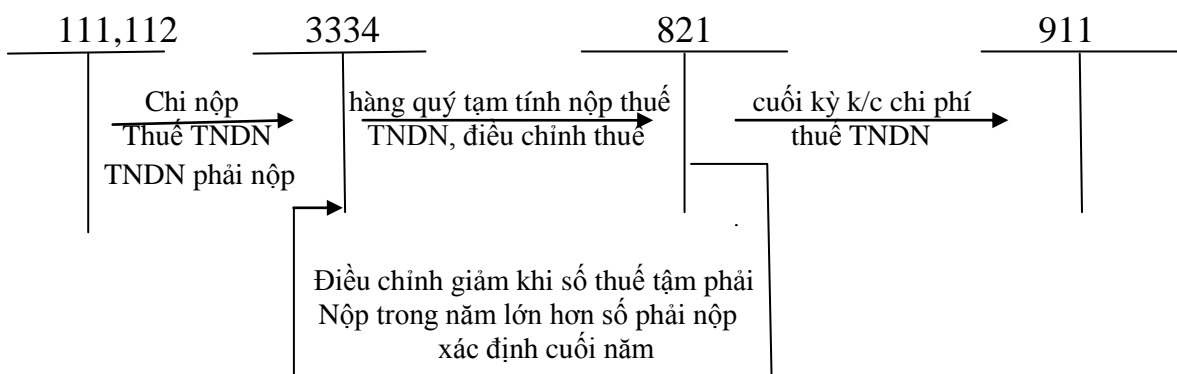 111,112 3334 821 911
Chi nộp
Thuế TNDN
TNDN phải nộp
hàng quý tạm tính nộp thuế
TNDN, điều chỉnh thuế
cuối kỳ k/c chi phí
thuế TNDN
Điều chỉnh giảm khi số thuế tậm phải
Nộp trong năm lớn hơn số phải nộp
xác định cuối năm